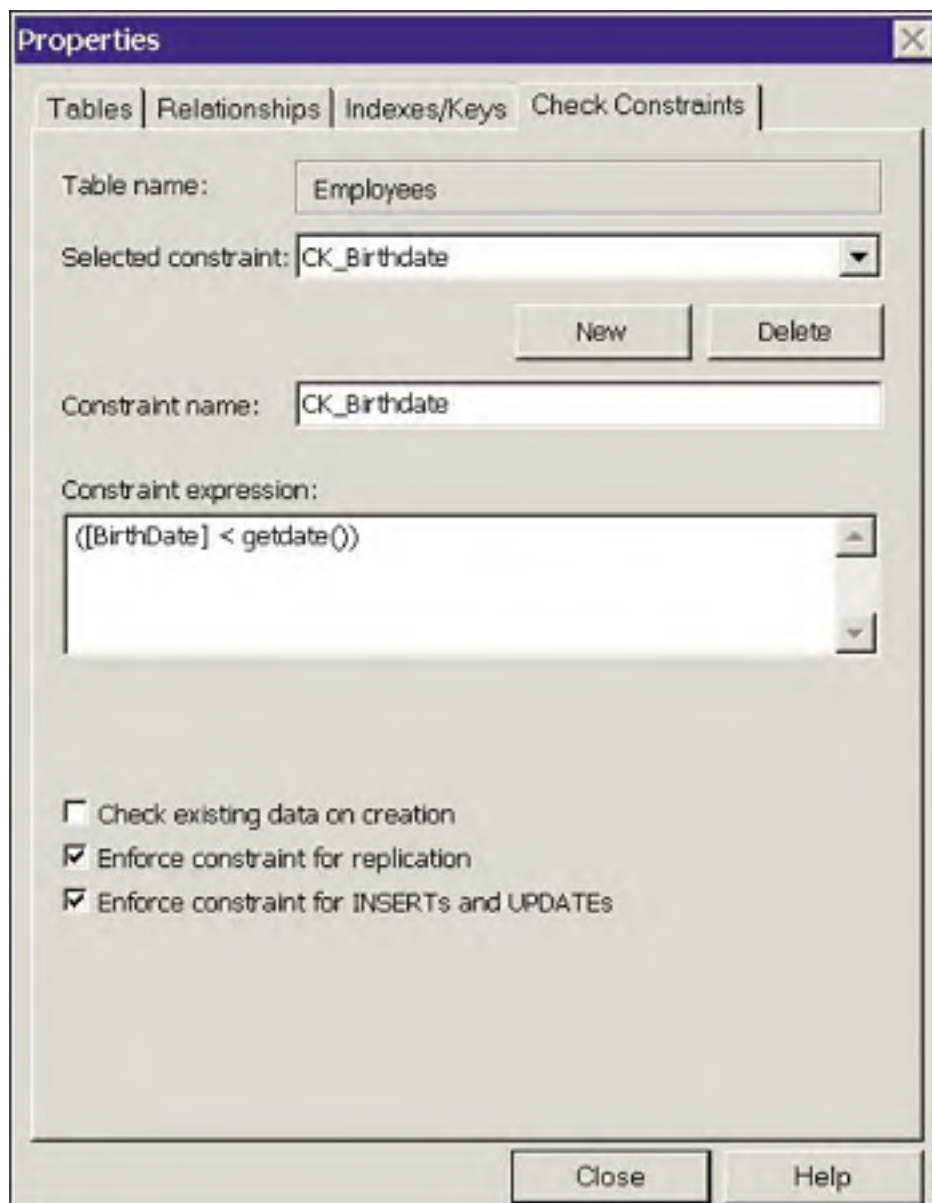 Properties
Tables Relationships Indexes/Keys Check Constraints
Table name: Employees
Selected constraint: CK_Birthdate
New Delete
Constraint name: CK_Birthdate
Constraint expression:
([BirthDate] < getdate())
Check existing data on creation
Enforce constraint for replication
Enforce constraint for INSERTs and UPDATEs
Close Help